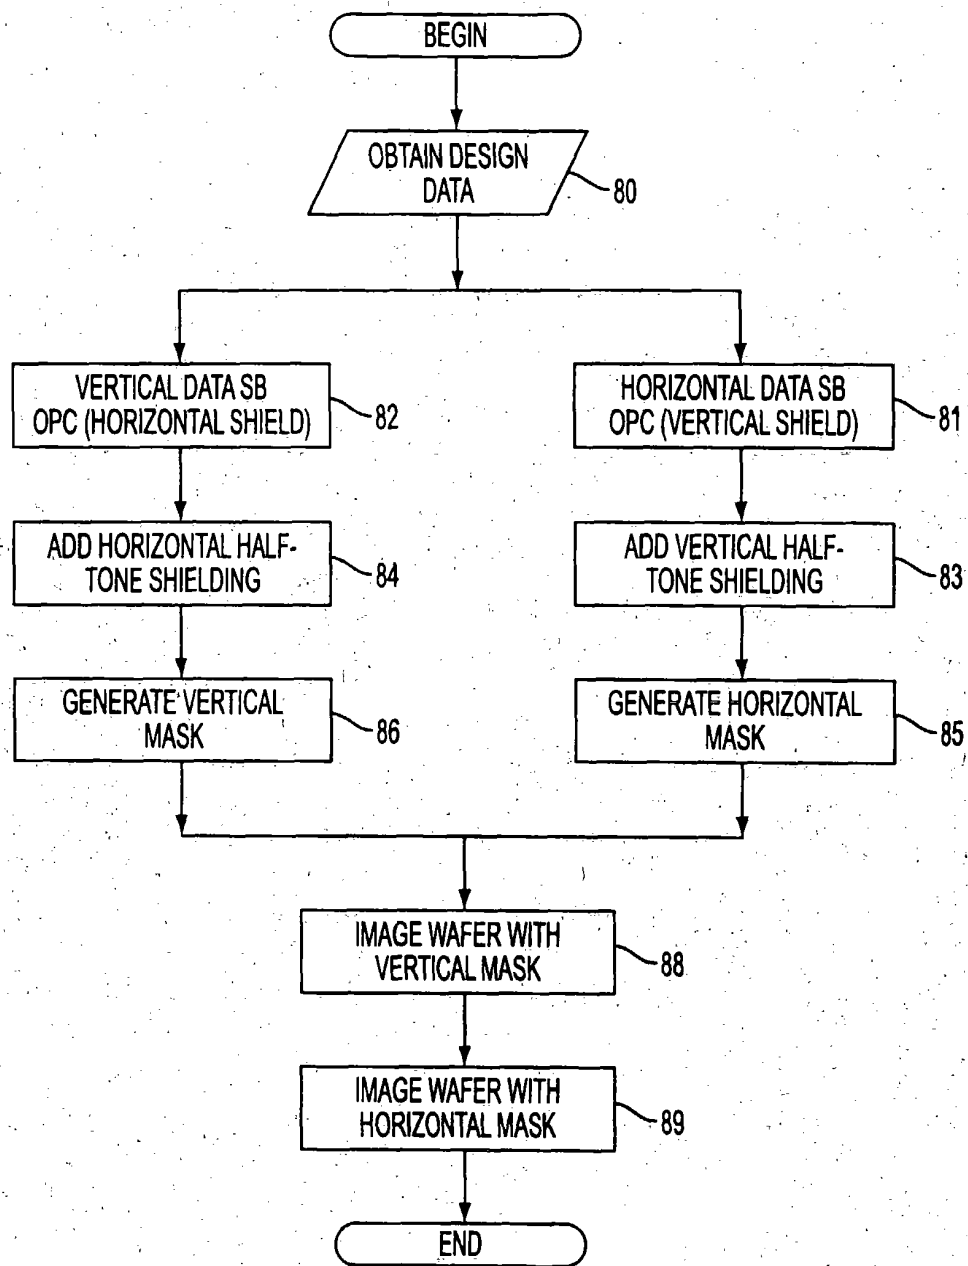 BEGIN
OBTAIN DESIGN
DATA
80
VERTICAL DATA SB
OPC (HORIZONTAL SHIELD)
82
HORIZONTAL DATA SB
OPC (VERTICAL SHIELD)
81
ADD HORIZONTAL HALF-
TONE SHIELDING
84
ADD VERTICAL HALF-
TONE SHIELDING
83
GENERATE VERTICAL
MASK
86
GENERATE HORIZONTAL
MASK
85
IMAGE WAFER WITH
VERTICAL MASK
88
IMAGE WAFER WITH
HORIZONTAL MASK
89
END